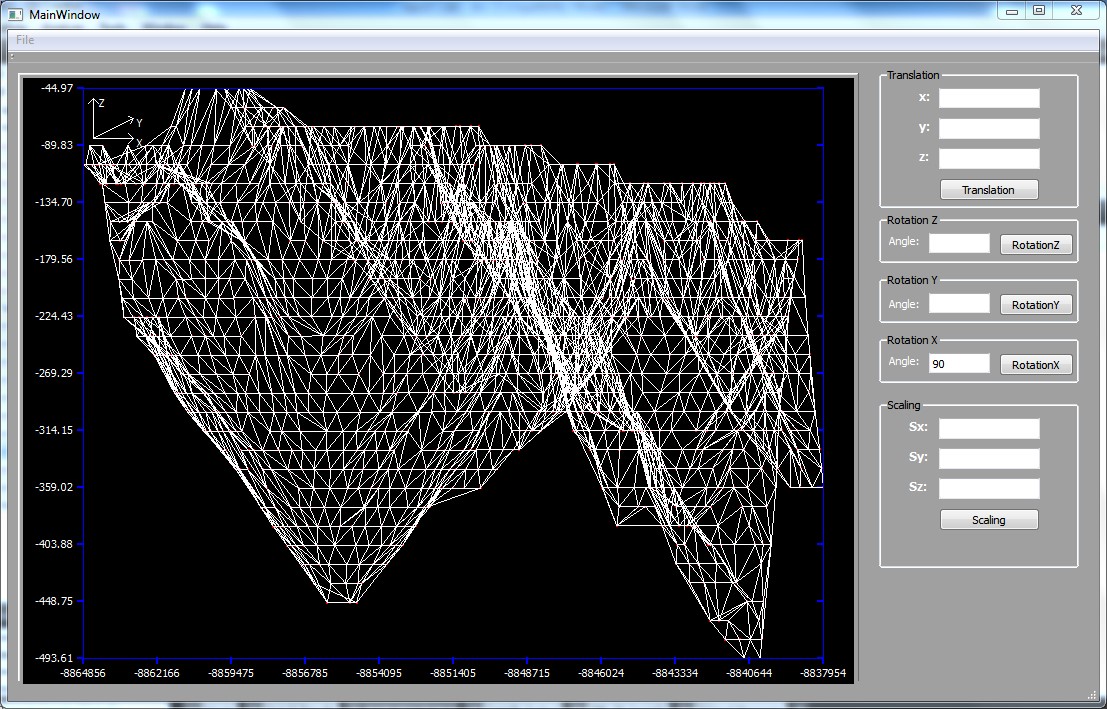 MainWindow
File
-44.97
-89.83
-134.70
-179.56
-224.43
-269.29
-314.15
-359.02
-403.88
-448.75
-493.61
Z
Y
X
-8864856 -8862166 -8859475 -8856785 -8854095 -8851405 -8848715 -8846024 -8843334 -8840644 -8837954
Translation
x:
y:
z:
Translation
Rotation Z
Angle: RotationZ
Rotation Y
Angle: RotationY
Rotation X
Angle: 90 RotationX
Scaling
Sx:
Sy:
Sz:
Scaling